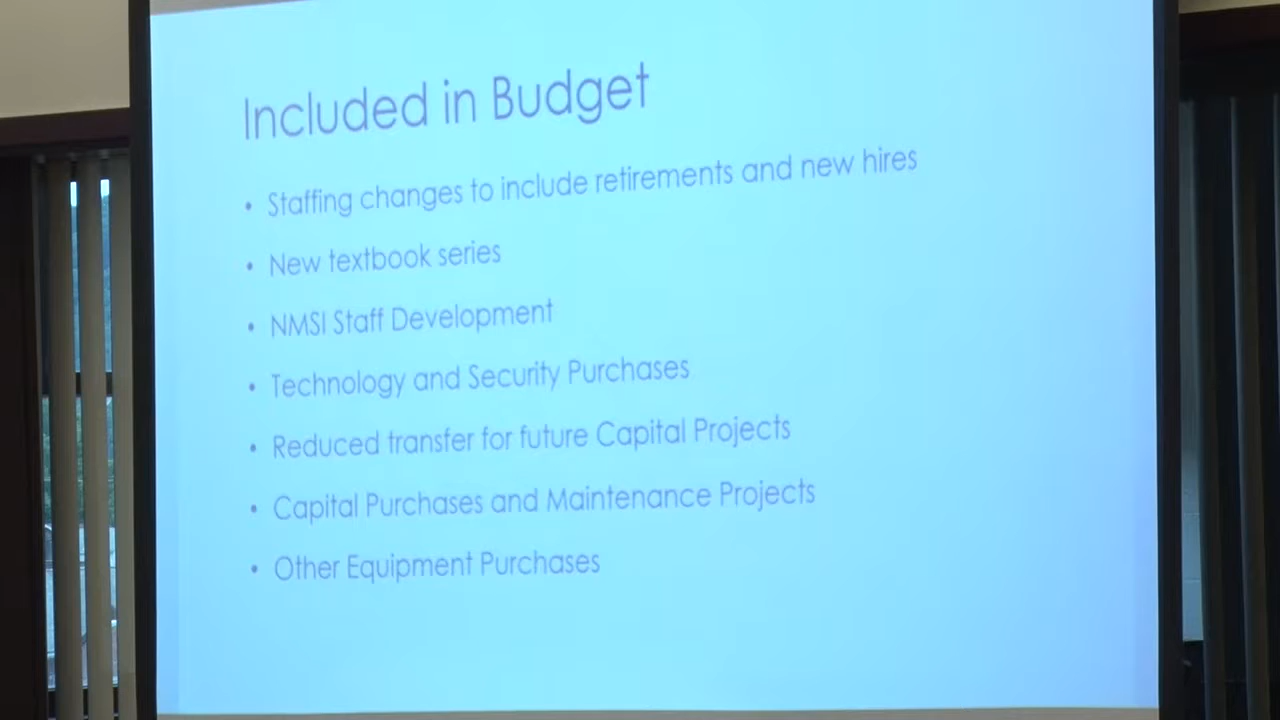 Included in Budget
• Staffing changes to include retirements and new hires
• New textbook series
• NMSI Staff Development
• Technology and Security Purchases
• Reduced transfer for future Capital Projects
• Capital Purchases and Maintenance Projects
• Other Equipment Purchases